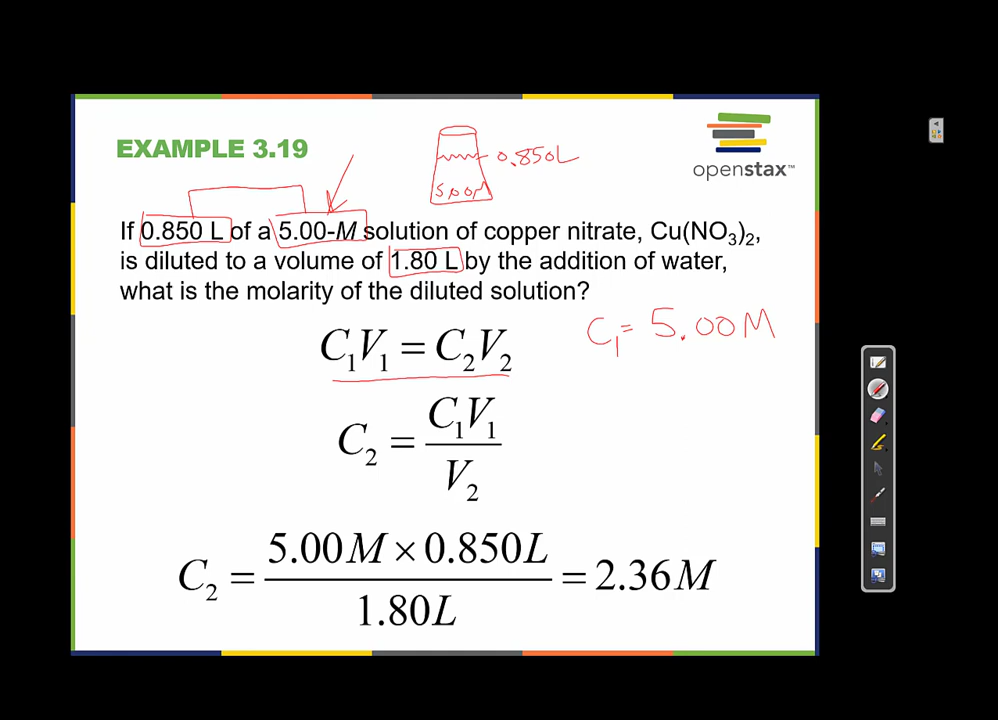 EXAMPLE 3.19
0.850L
5.00M
openstax™
If 0.850 L of a 5.00-M solution of copper nitrate, Cu(NO₃)₂,
is diluted to a volume of 1.80 L by the addition of water,
what is the molarity of the diluted solution?
C₁ = 5.00M
C₁V₁ = C₂V₂
C₂ = C₁V₁ / V₂
C₂ = 5.00M × 0.850L / 1.80L = 2.36M